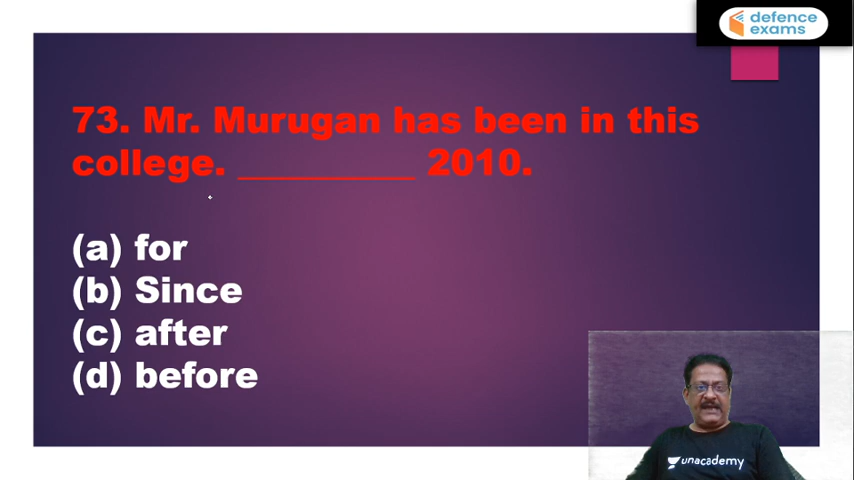 defence
exams
73. Mr. Murugan has been in this
college. __________ 2010.
(a) for
(b) Since
(c) after
(d) before
unacademy